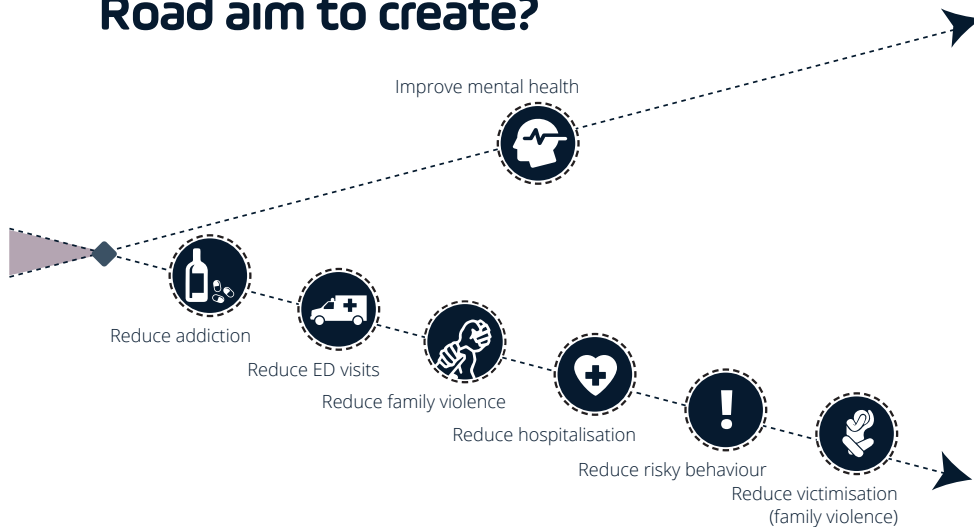 Road aim to create?
Improve mental health
Reduce addiction
Reduce ED visits
Reduce family violence
Reduce hospitalisation
Reduce risky behaviour
Reduce victimisation
(family violence)